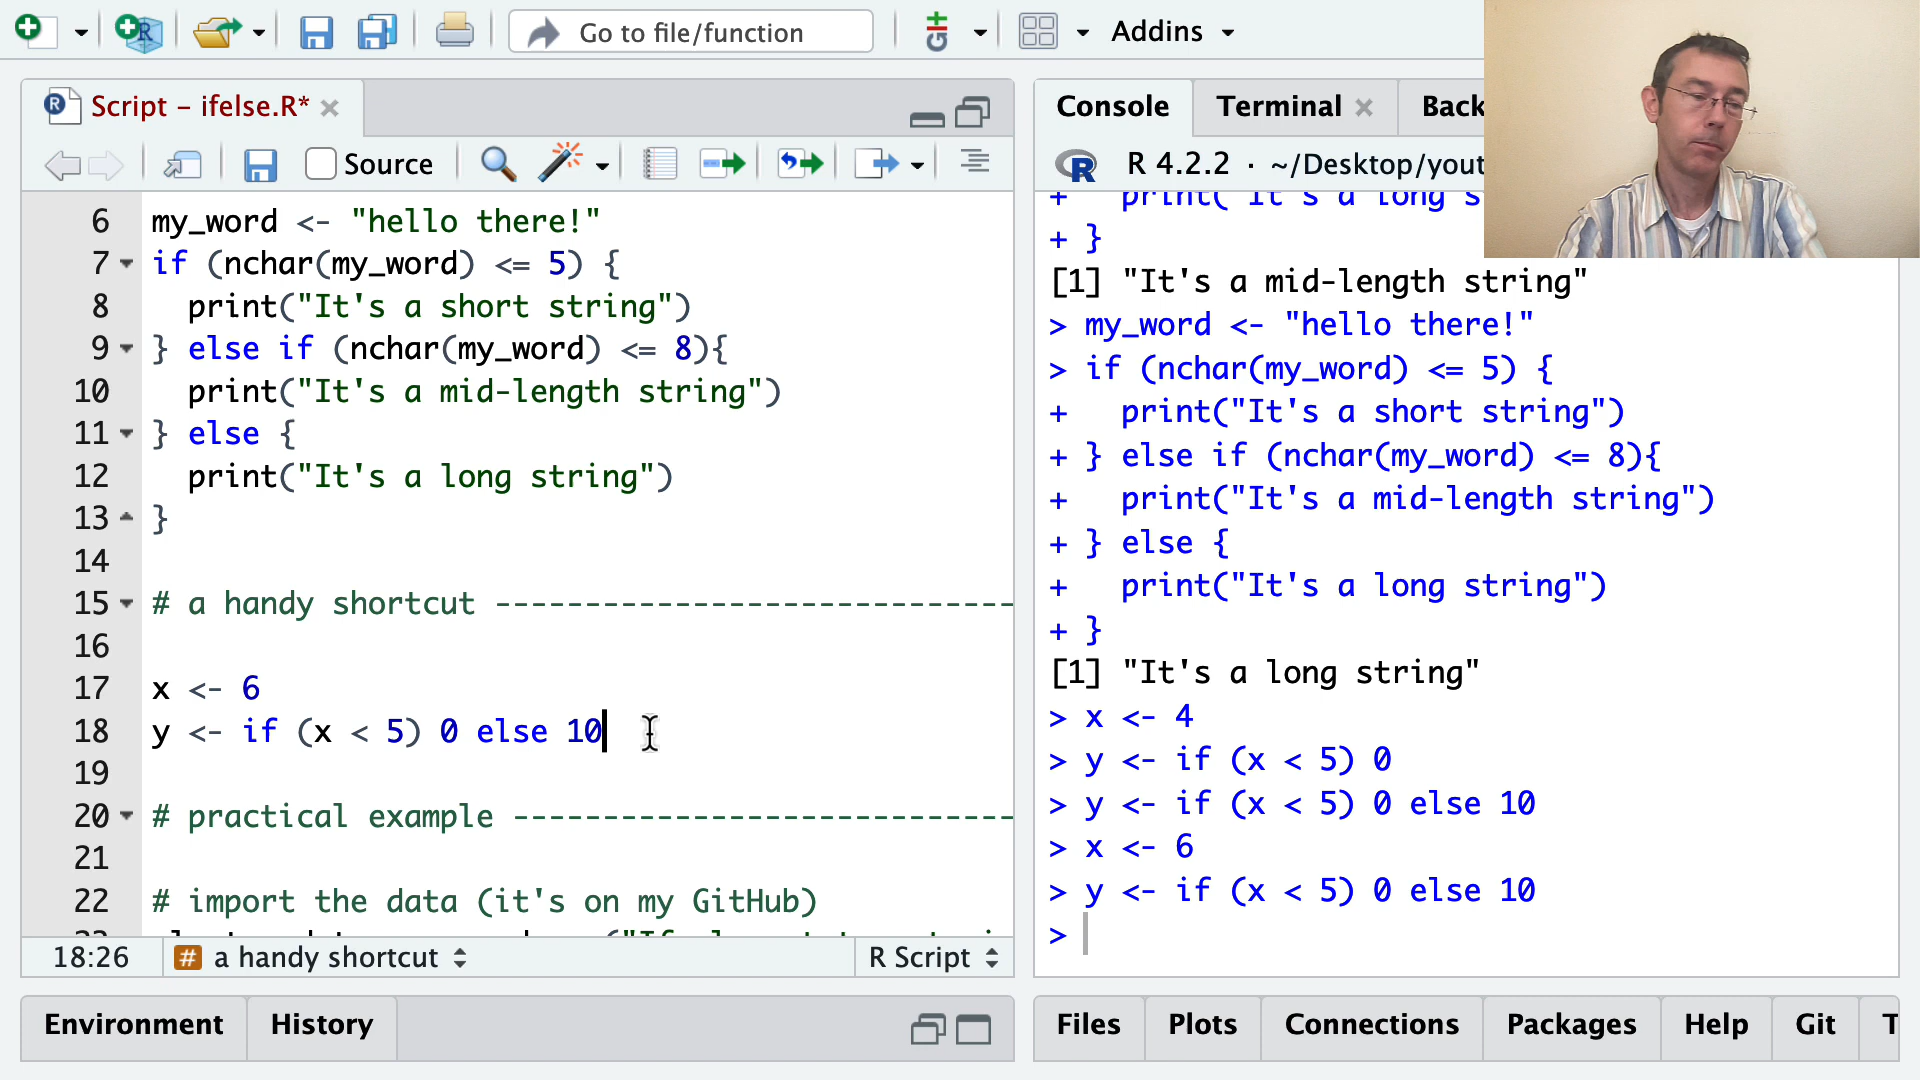 Go to file/function
Addins
Script - ifelse.R*
Source
6 my_word <- "hello there!"
7 if (nchar(my_word) <= 5) {
8 print("It's a short string")
9 } else if (nchar(my_word) <= 8){
10 print("It's a mid-length string")
11 } else {
12 print("It's a long string")
13 }
14
15 # a handy shortcut ----------------------------
16
17 x <- 6
18 y <- if (x < 5) 0 else 10
19
20 # practical example ---------------------------
21
22 # import the data (it's on my GitHub)
18:26
# a handy shortcut
R Script
Environment
History
Console
Terminal
Back
R 4.2.2 · ~/Desktop/yout
+ print("It's a long s
+ }
[1] "It's a mid-length string"
> my_word <- "hello there!"
> if (nchar(my_word) <= 5) {
+ print("It's a short string")
+ } else if (nchar(my_word) <= 8){
+ print("It's a mid-length string")
+ } else {
+ print("It's a long string")
+ }
[1] "It's a long string"
> x <- 4
> y <- if (x < 5) 0
> y <- if (x < 5) 0 else 10
> x <- 6
> y <- if (x < 5) 0 else 10
>
Files
Plots
Connections
Packages
Help
Git
T